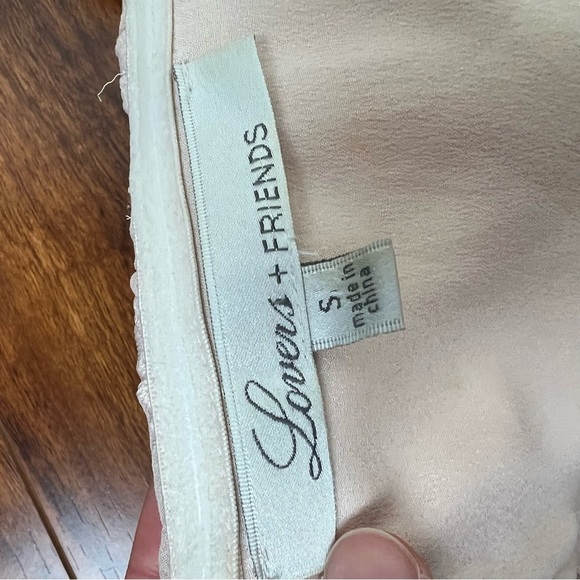 Lovers + FRIENDS
S
made in
china